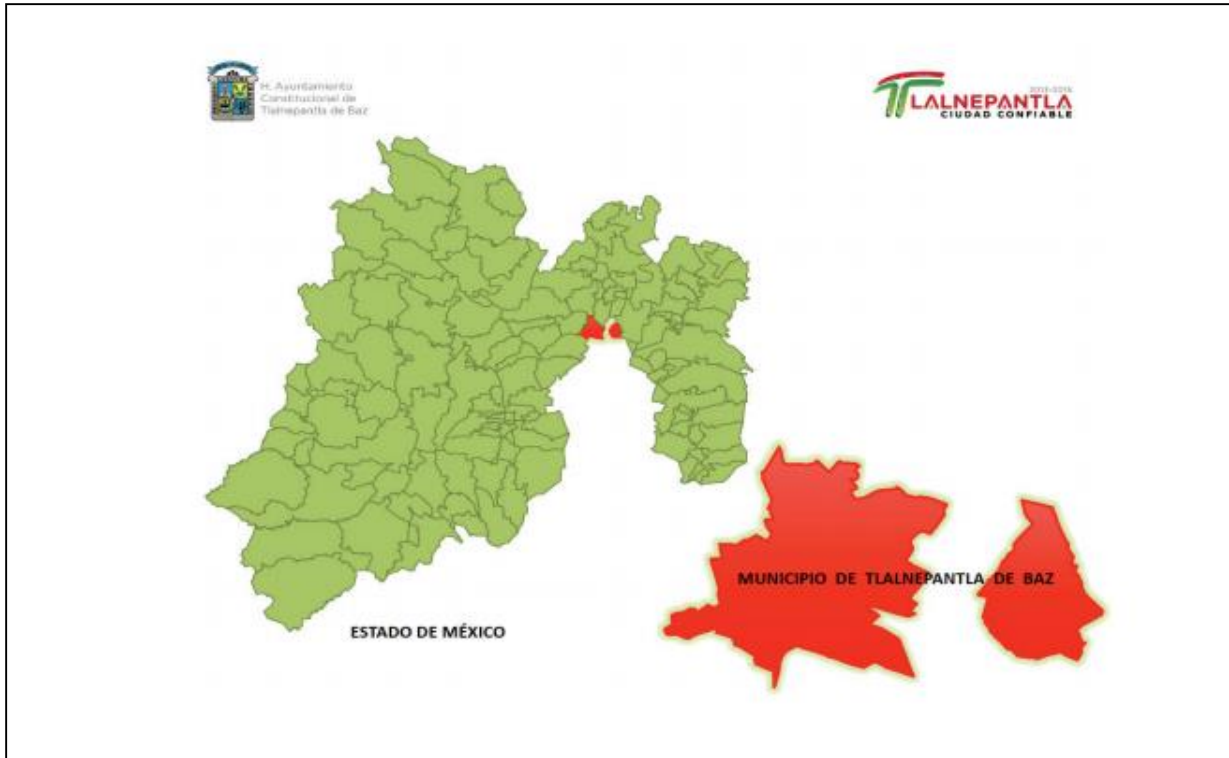 H. Ayuntamiento
Constitucional de
Tlalnepantla de Baz
TLALNEPANTLA
CIUDAD CONFIABLE
MUNICIPIO DE TLALNEPANTLA DE BAZ
ESTADO DE MÉXICO